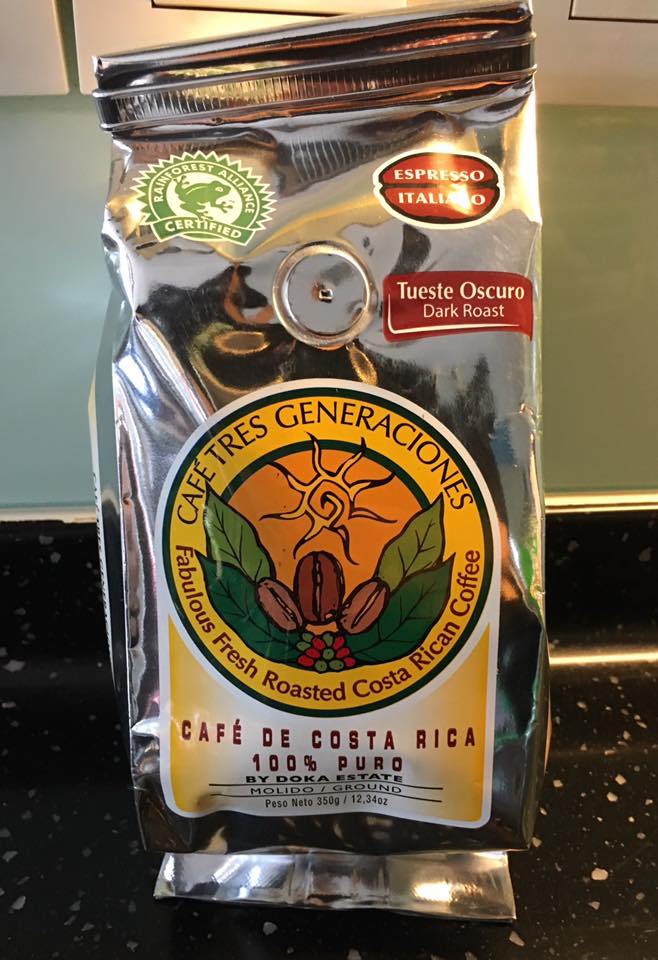 RAINFOREST ALLIANCE
CERTIFIED
ESPRESSO
ITALIANO
Tueste Oscuro
Dark Roast
CAFÉ TRES GENERACIONES
Fabulous Fresh Roasted Costa Rican Coffee
CAFÉ DE COSTA RICA
100% PURO
BY DOKA ESTATE
MOLIDO / GROUND
Peso Neto 350g / 12,34oz